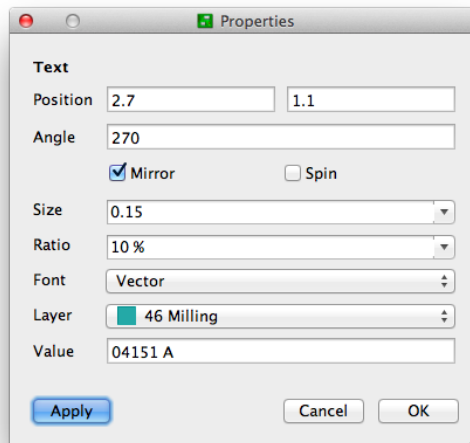 Properties
Text
Position 2.7 1.1
Angle 270
Mirror Spin
Size 0.15
Ratio 10 %
Font Vector
Layer 46 Milling
Value 04151 A
Apply Cancel OK